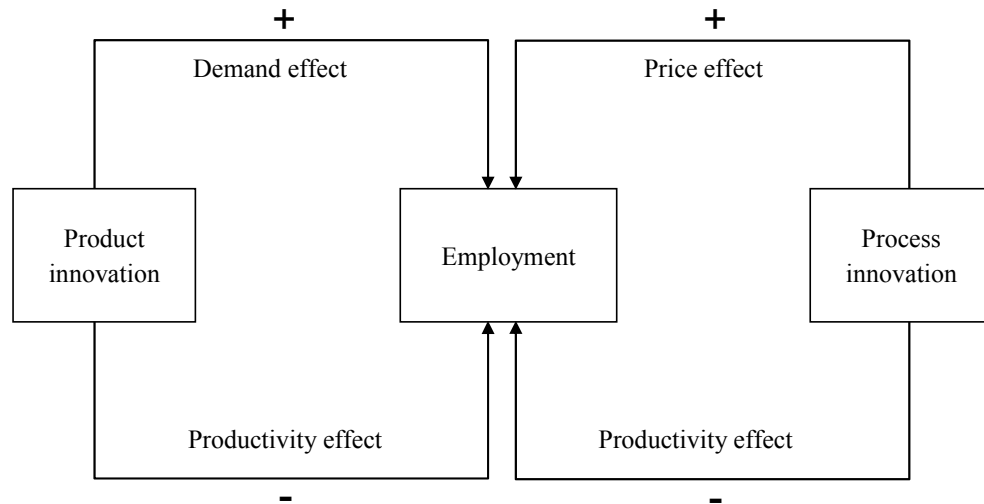 +
+
Demand effect
Price effect
Product
innovation
Employment
Process
innovation
Productivity effect
Productivity effect
-
-